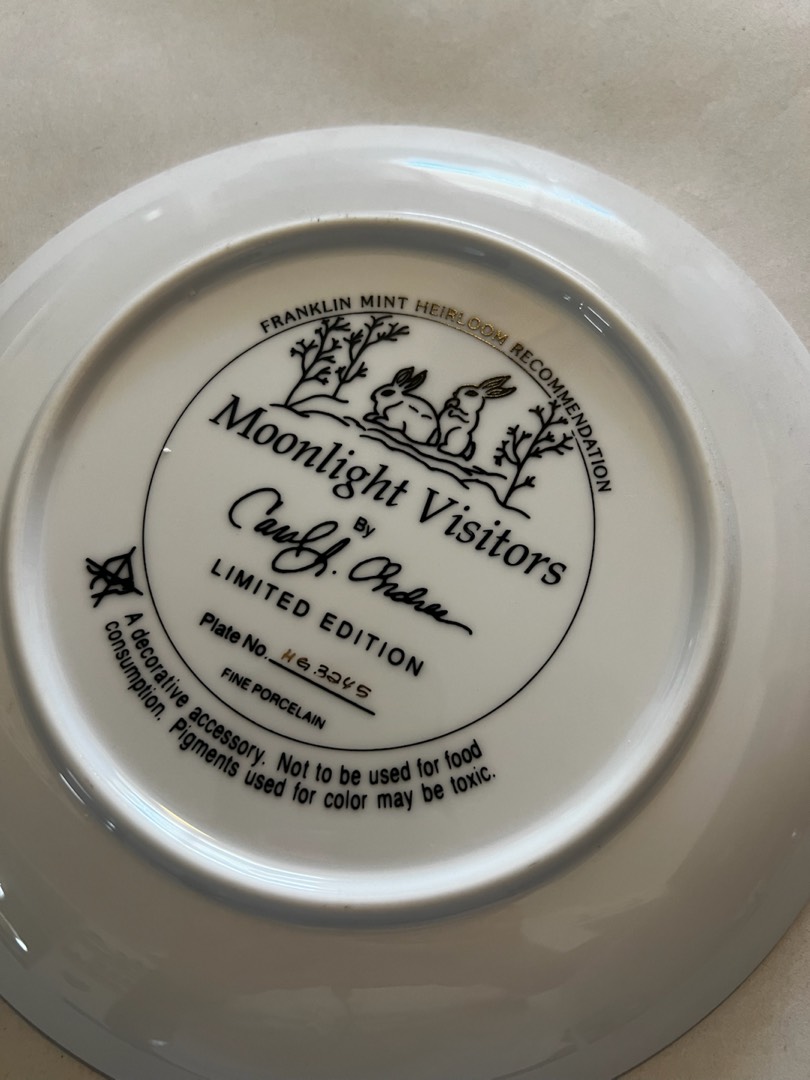 FRANKLIN MINT HEIRLOOM RECOMMENDATION
Moonlight Visitors
By
LIMITED EDITION
Plate No. HG3245
FINE PORCELAIN
A decorative accessory. Not to be used for food
consumption. Pigments used for color may be toxic.